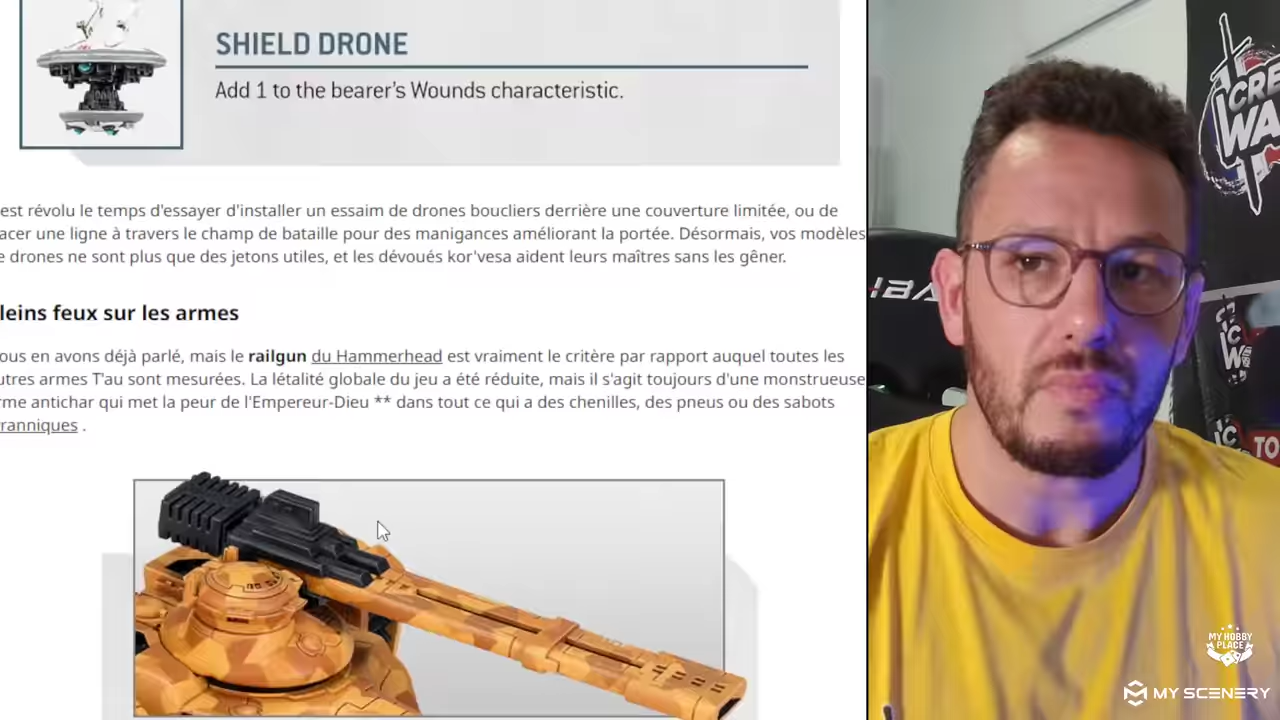 SHIELD DRONE
Add 1 to the bearer's Wounds characteristic.
est révolu le temps d'essayer d'installer un essaim de drones boucliers derrière une couverture limitée, ou de
acer une ligne à travers le champ de bataille pour des manigances améliorant la portée. Désormais, vos modèles
e drones ne sont plus que des jetons utiles, et les dévoués kor'vesa aident leurs maîtres sans les gêner.
leins feux sur les armes
ous en avons déjà parlé, mais le railgun du Hammerhead est vraiment le critère par rapport auquel toutes les
utres armes T'au sont mesurées. La létalité globale du jeu a été réduite, mais il s'agit toujours d'une monstrueuse
rme antichar qui met la peur de l'Empereur-Dieu ** dans tout ce qui a des chenilles, des pneus ou des sabots
ranniques .
CRE
WA
IC
W
IC
TO
MY HOBBY
PLACE
MY SCENERY